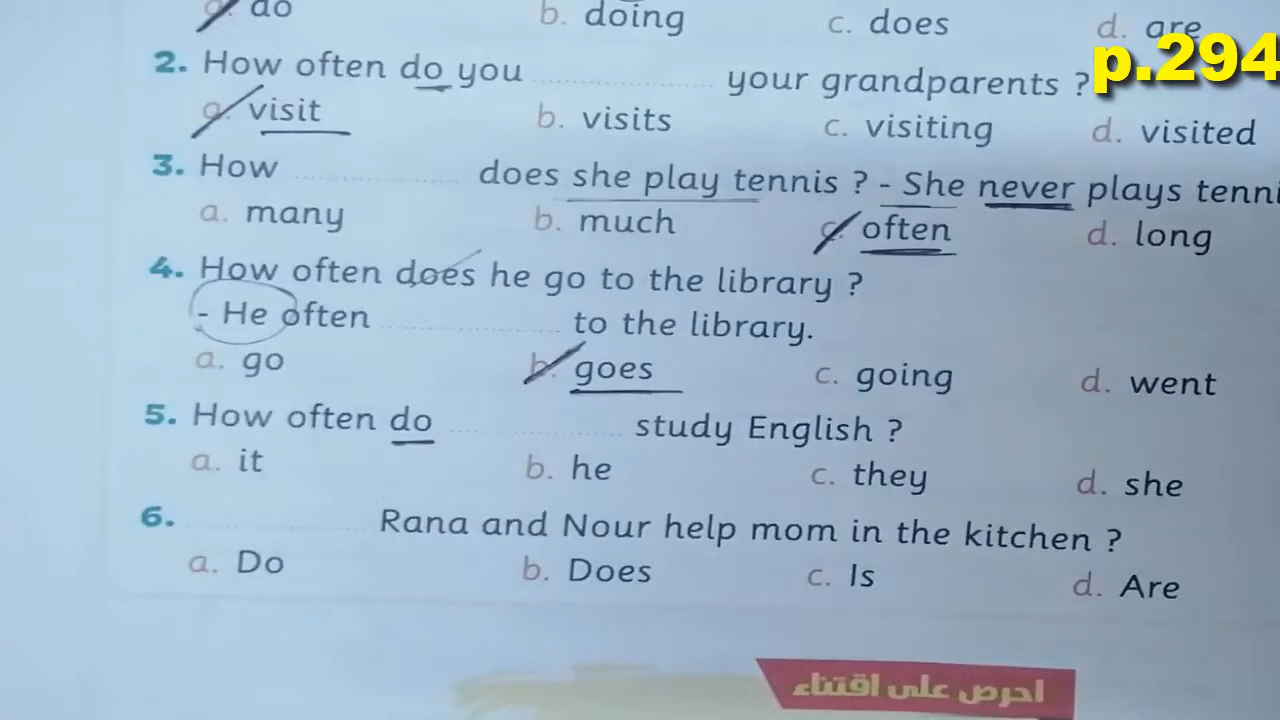 a. do b. doing c. does d. are
p.294
2. How often do you .................... your grandparents ?
a. visit b. visits c. visiting d. visited
3. How .................... does she play tennis ? - She never plays
a. many b. much c. often d. long
4. How often does he go to the library ?
- He often .................... to the library.
a. go b. goes c. going d. went
5. How often do .................... study English ?
a. it b. he c. they d. she
6. .................... Rana and Nour help mom in the kitchen ?
a. Do b. Does c. Is d. Are
احرص على اقتناء